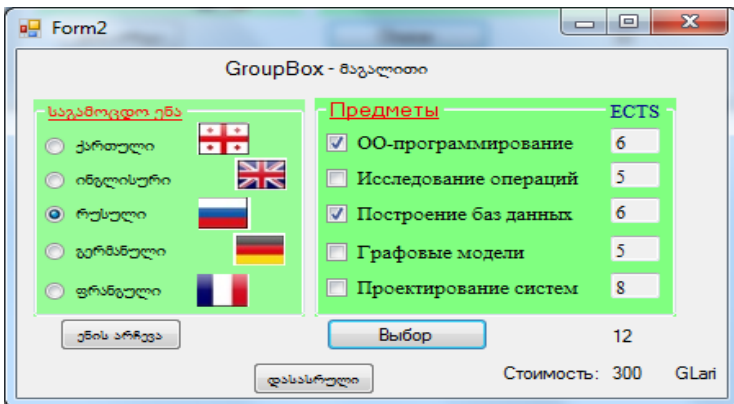 Form2
GroupBox - მაგალითი
საგამოცდო ენა
ქართული
ინგლისური
რუსული
გერმანული
ფრანგული
Предметы ECTS
ОО-программирование 6
Исследование операций 5
Построение баз данных 6
Графовые модели 5
Проектирование систем 8
ენის არჩევა
Выбор 12
დასასრული
Стоимость: 300 GLari